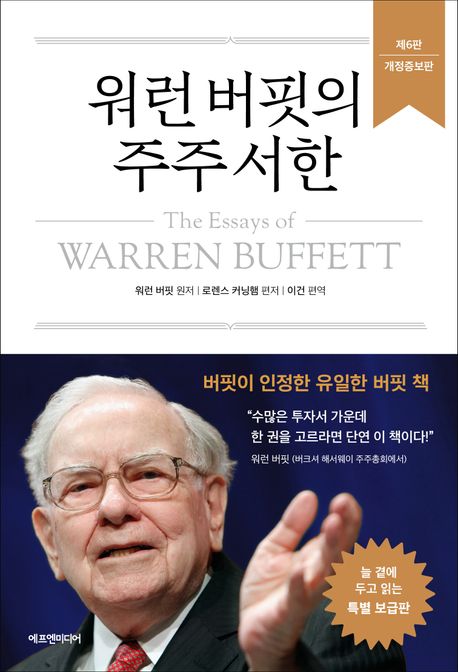 제6판
개정증보판
워런 버핏의
주주 서한
The Essays of
WARREN BUFFETT
워런 버핏 원저 | 로렌스 커닝햄 편저 | 이건 편역
버핏이 인정한 유일한 버핏 책
“수많은 투자서 가운데
한 권을 고르라면 단연 이 책이다!”
워런 버핏 (버크셔 해서웨이 주주총회에서)
늘 곁에
두고 읽는
특별 보급판
에프엔미디어